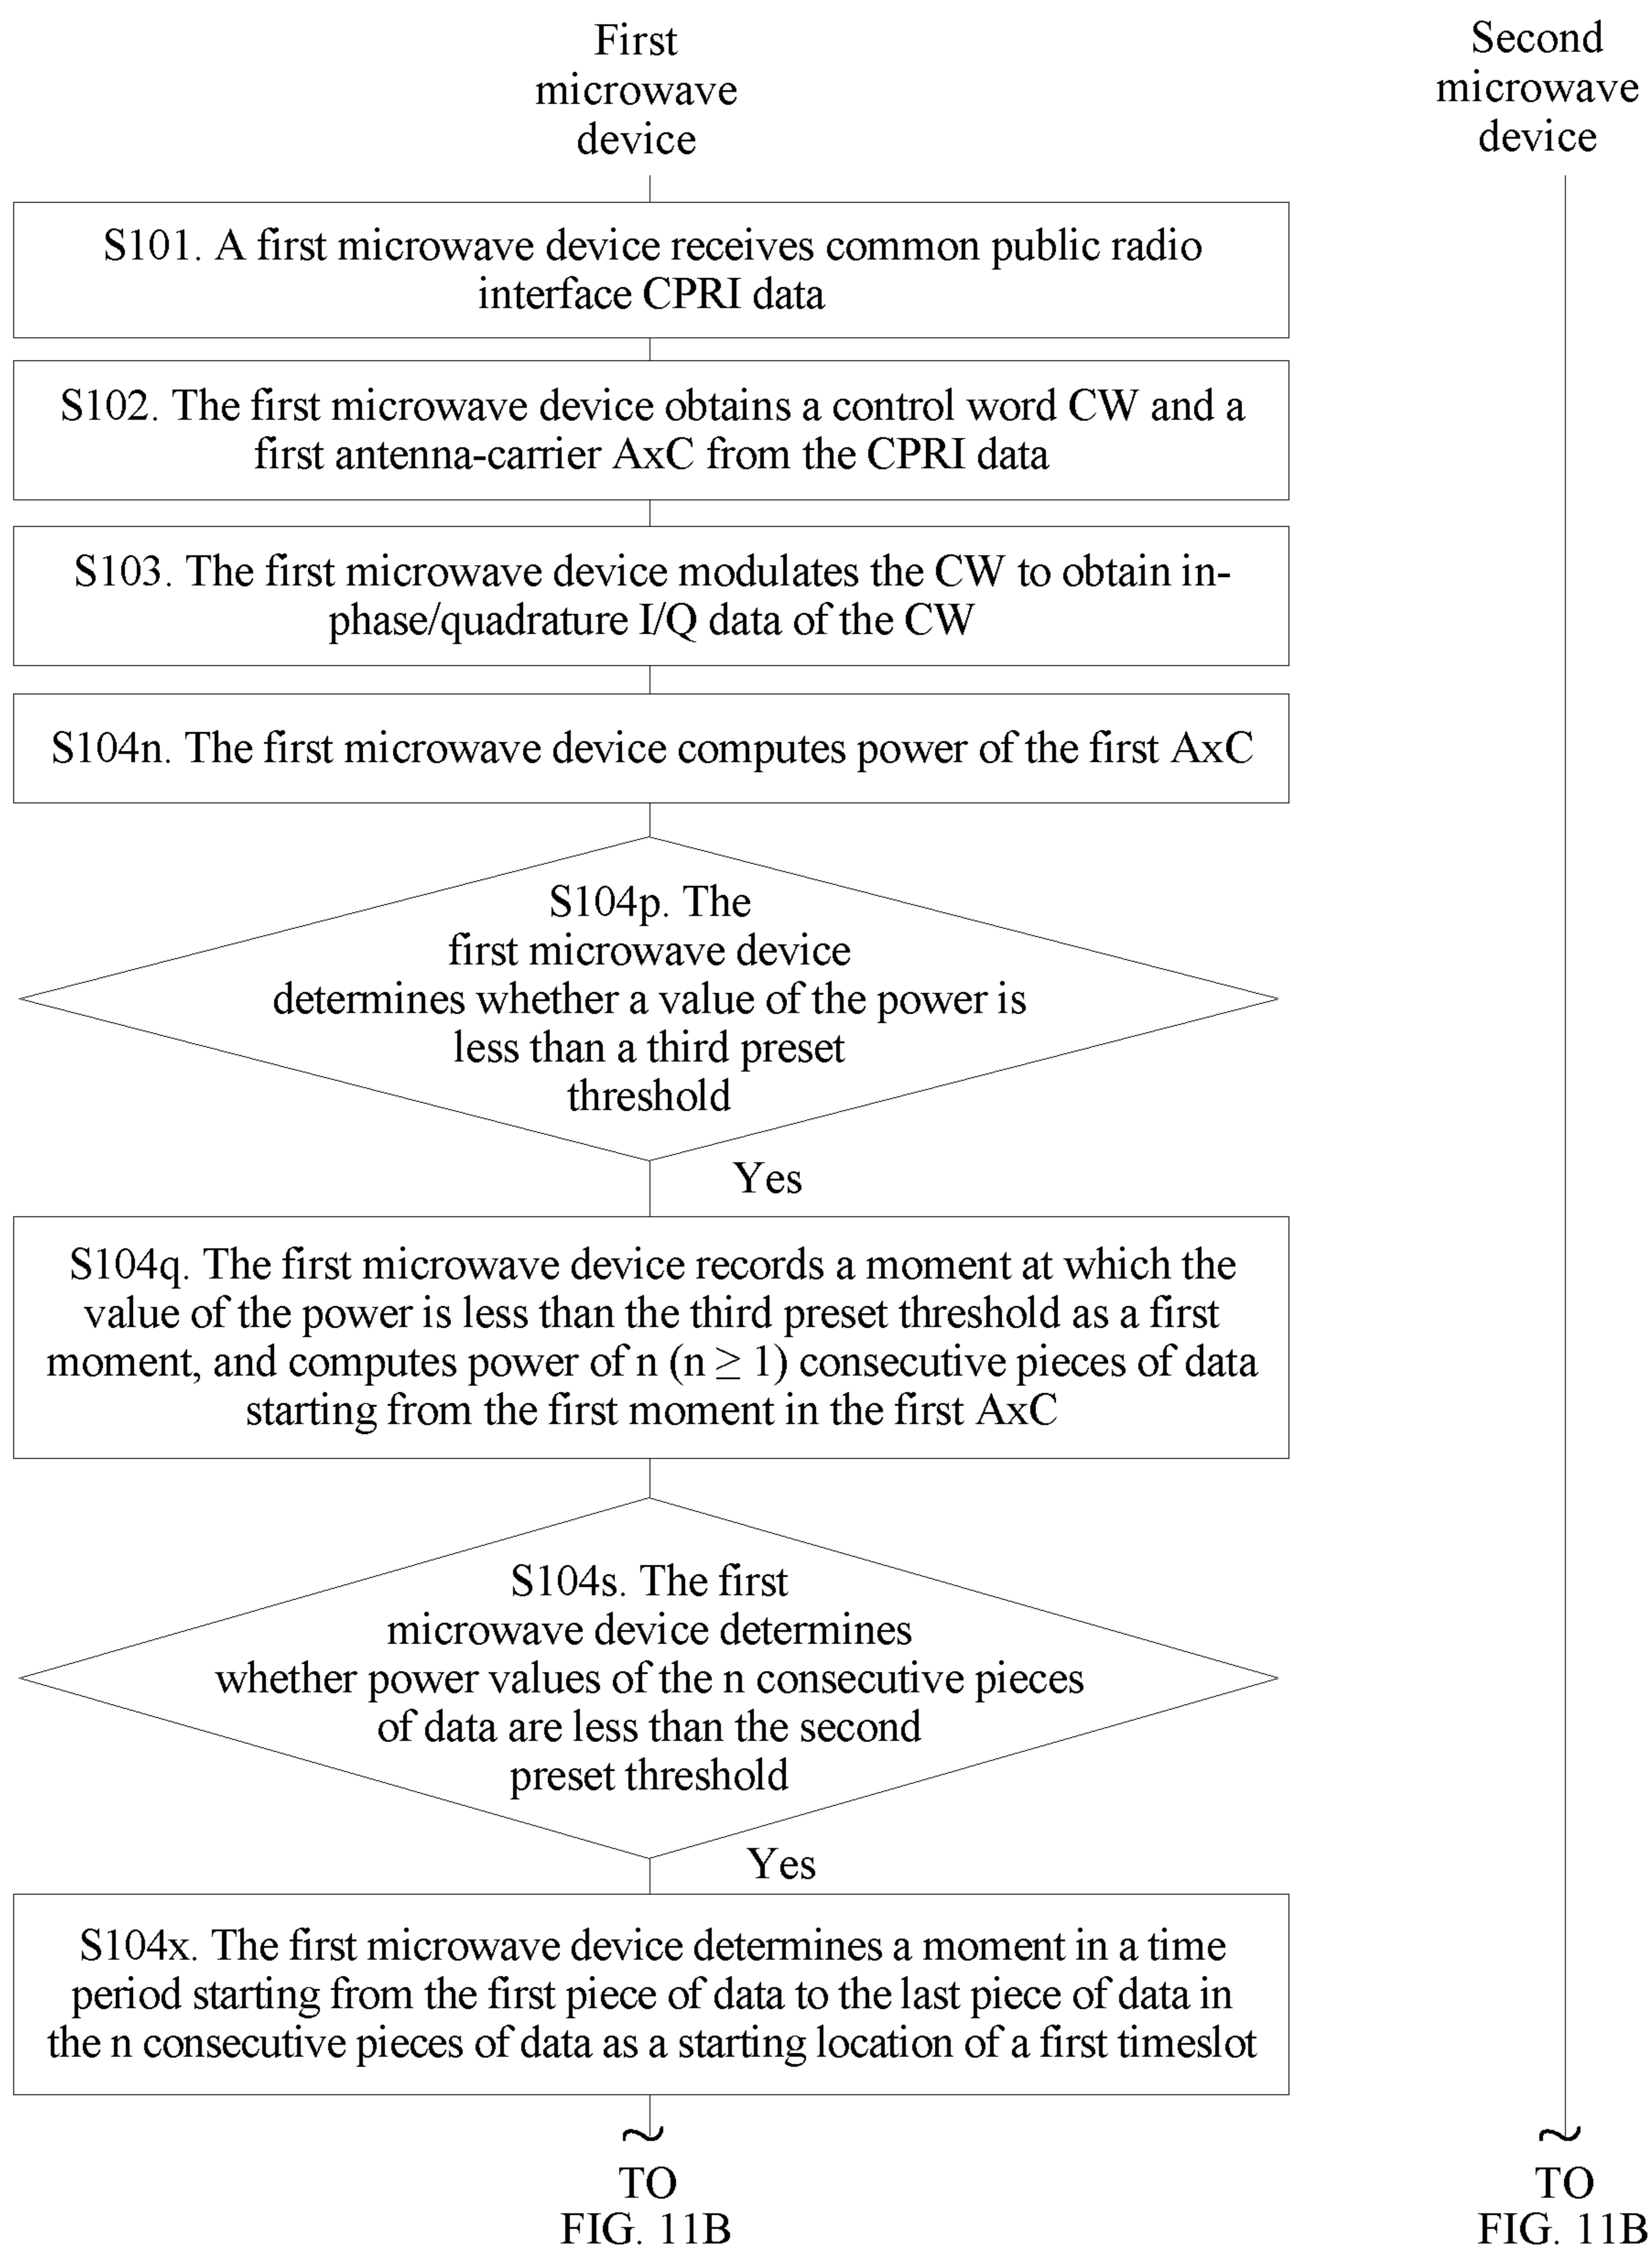 First
microwave
device
Second
microwave
device
S101. A first microwave device receives common public radio
interface CPRI data
S102. The first microwave device obtains a control word CW and a
first antenna-carrier AxC from the CPRI data
S103. The first microwave device modulates the CW to obtain in-
phase/quadrature I/Q data of the CW
S104n. The first microwave device computes power of the first AxC
S104p. The
first microwave device
determines whether a value of the power is
less than a third preset
threshold
Yes
S104q. The first microwave device records a moment at which the
value of the power is less than the third preset threshold as a first
moment, and computes power of n (n ≥ 1) consecutive pieces of data
starting from the first moment in the first AxC
S104s. The first
microwave device determines
whether power values of the n consecutive pieces
of data are less than the second
preset threshold
Yes
S104x. The first microwave device determines a moment in a time
period starting from the first piece of data to the last piece of data in
the n consecutive pieces of data as a starting location of a first timeslot
TO
FIG. 11B
TO
FIG. 11B